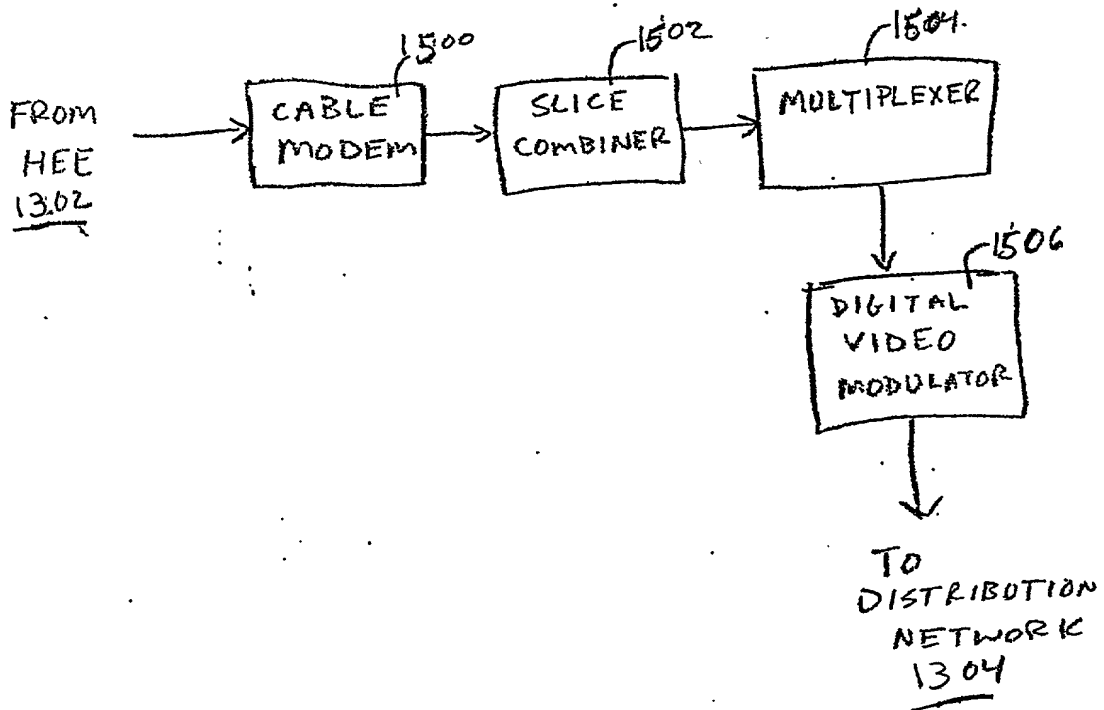 1500
1502
1504.
FROM
HEE
1302
CABLE
MODEM
SLICE
COMBINER
MULTIPLEXER
1506
DIGITAL
VIDEO
MODULATOR
TO
DISTRIBUTION
NETWORK
1304